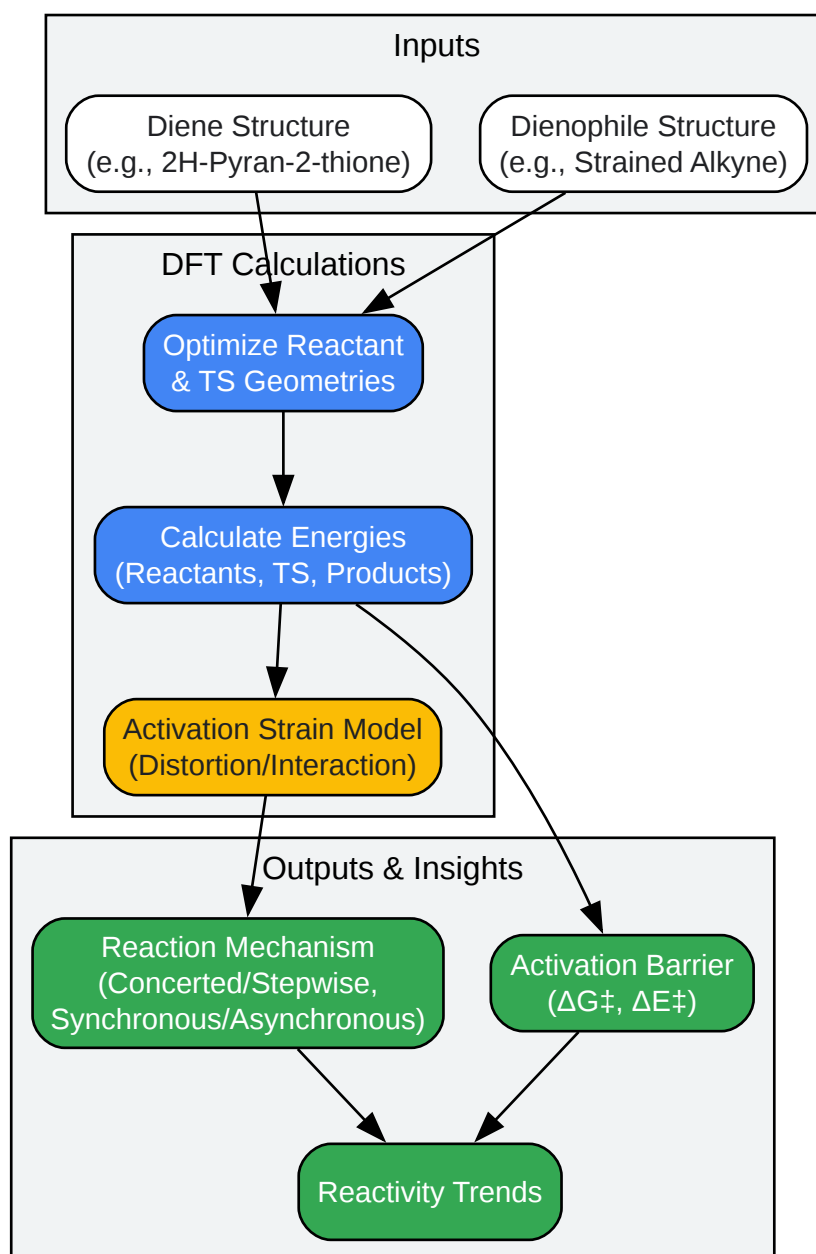 Inputs
Diene Structure
(e.g., 2H-Pyran-2-thione)
Dienophile Structure
(e.g., Strained Alkyne)
DFT Calculations
Optimize Reactant
& TS Geometries
Calculate Energies
(Reactants, TS, Products)
Activation Strain Model
(Distortion/Interaction)
Outputs & Insights
Reaction Mechanism
(Concerted/Stepwise,
Synchronous/Asynchronous)
Activation Barrier
(ΔG‡, ΔE‡)
Reactivity Trends